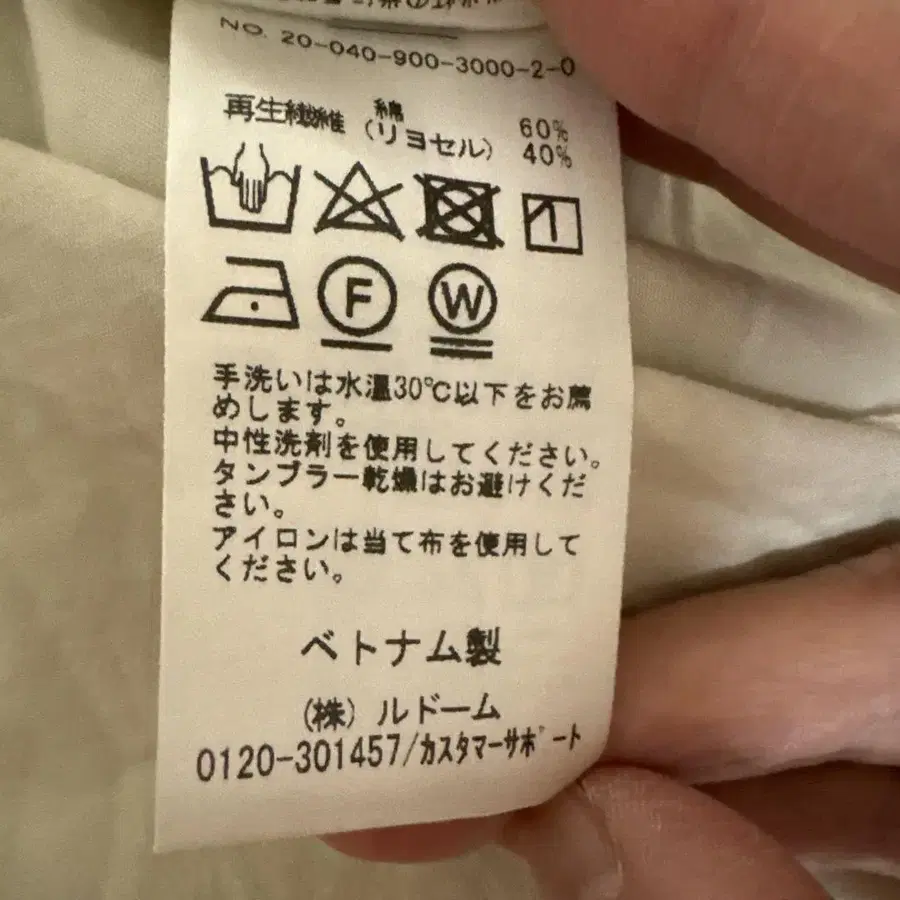 NO. 20-040-900-3000-2-0
綿 60%
再生繊維(リヨセル) 40%
F W
手洗いは水温30℃以下をお薦
めします。
中性洗剤を使用してください。
タンブラー乾燥はお避けくだ
さい。
アイロンは当て布を使用して
ください。
ベトナム製
(株)ルドーム
0120-301457/カスタマーサポート